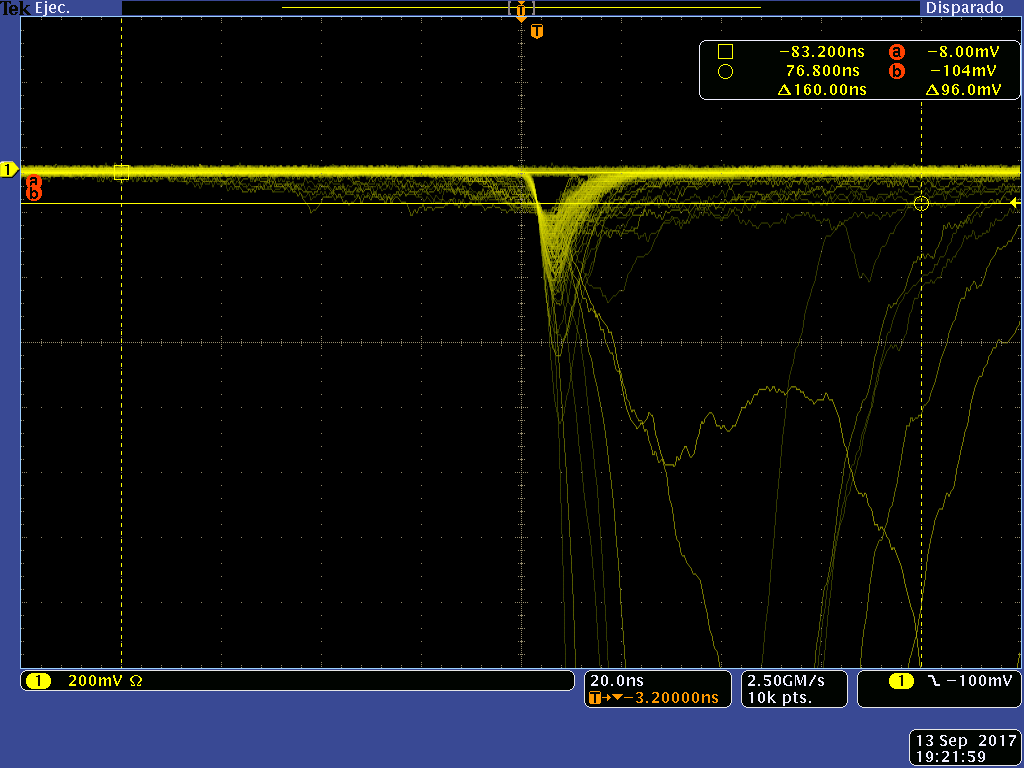 Tek Ejec.
T
Disparado
T
−83.200ns a −8.00mV
76.800ns b −104mV
Δ160.00ns Δ96.0mV
1
a
b
1 200mV Ω
20.0ns
T→▼−3.20000ns
2.50GM/s
10k pts.
1 −100mV
13 Sep 2017
19:21:59